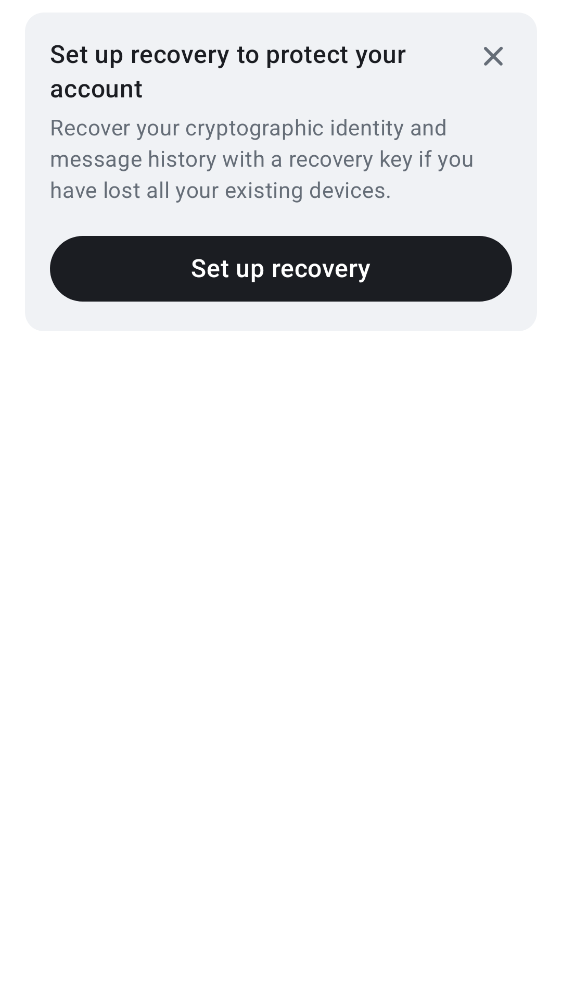 Set up recovery to protect your
account
Recover your cryptographic identity and
message history with a recovery key if you
have lost all your existing devices.
Set up recovery